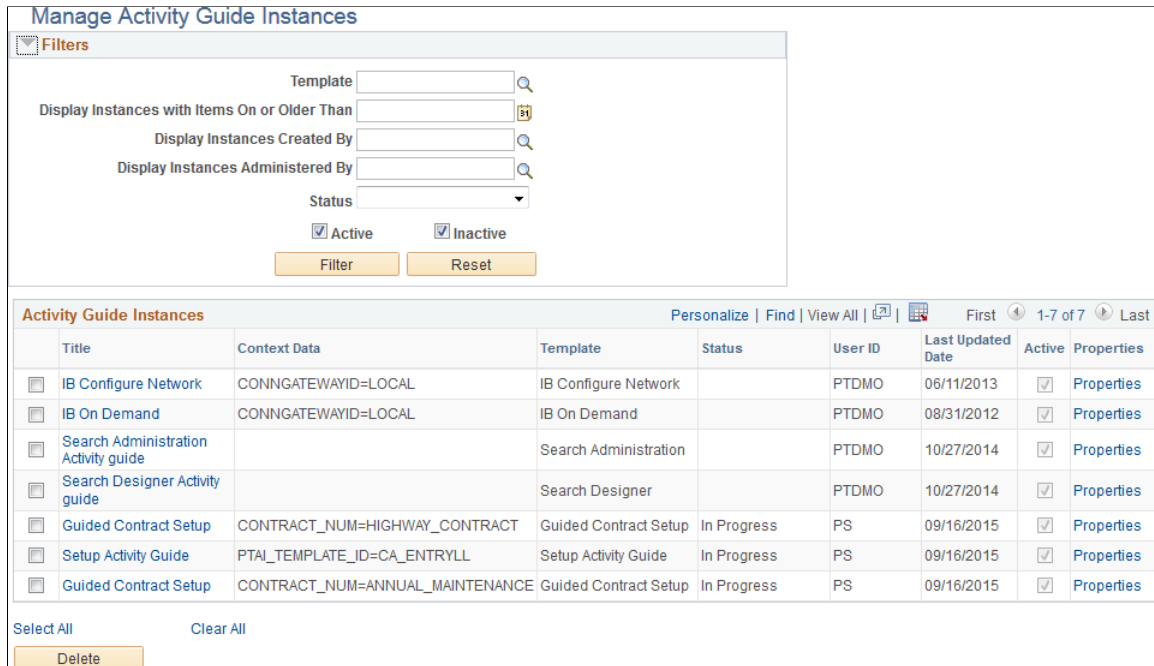 Manage Activity Guide Instances
Filters
Template
Display Instances with Items On or Older Than
31
Display Instances Created By
Display Instances Administered By
Status
Active Inactive
Filter Reset
Activity Guide Instances Personalize | Find | View All | | First 1-7 of 7 Last
Title Context Data Template Status User ID Last Updated Date Active Properties
IB Configure Network CONNGATEWAYID=LOCAL IB Configure Network PTDMO 06/11/2013 Properties
IB On Demand CONNGATEWAYID=LOCAL IB On Demand PTDMO 08/31/2012 Properties
Search Administration
Activity guide Search Administration PTDMO 10/27/2014 Properties
Search Designer Activity
guide Search Designer PTDMO 10/27/2014 Properties
Guided Contract Setup CONTRACT_NUM=HIGHWAY_CONTRACT Guided Contract Setup In Progress PS 09/16/2015 Properties
Setup Activity Guide PTAI_TEMPLATE_ID=CA_ENTRYLL Setup Activity Guide In Progress PS 09/16/2015 Properties
Guided Contract Setup CONTRACT_NUM=ANNUAL_MAINTENANCE Guided Contract Setup In Progress PS 09/16/2015 Properties
Select All Clear All
Delete